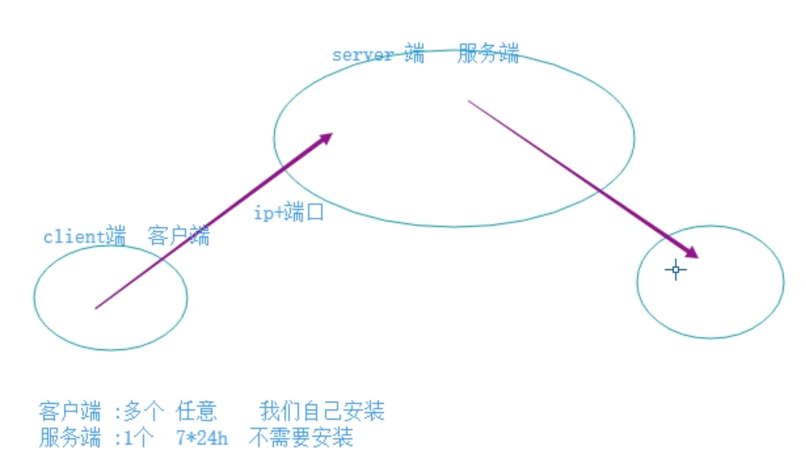 server 端   服务端
ip+端口
client端  客户端
客户端 :多个 任意    我们自己安装
服务端 :1个  7*24h  不需要安装